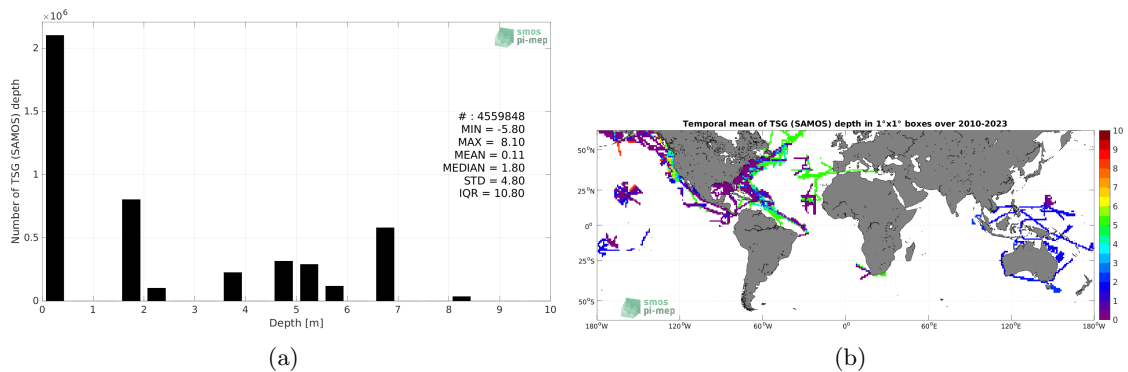 ×10⁶
2
1.5
1
0.5
0
Number of TSG (SAMOS) depth
smos
pi-mep
# : 4559848
MIN = -5.80
MAX = 8.10
MEAN = 0.11
MEDIAN = 1.80
STD = 4.80
IQR = 10.80
0 1 2 3 4 5 6 7 8 9 10
Depth [m]
(a)
Temporal mean of TSG (SAMOS) depth in 1°x1° boxes over 2010-2023
50°N
25°N
0°
25°S
50°S
smos
pi-mep
180°W 120°W 60°W 0° 60°E 120°E 180°E
10
9
8
7
6
5
4
3
2
1
0
(b)